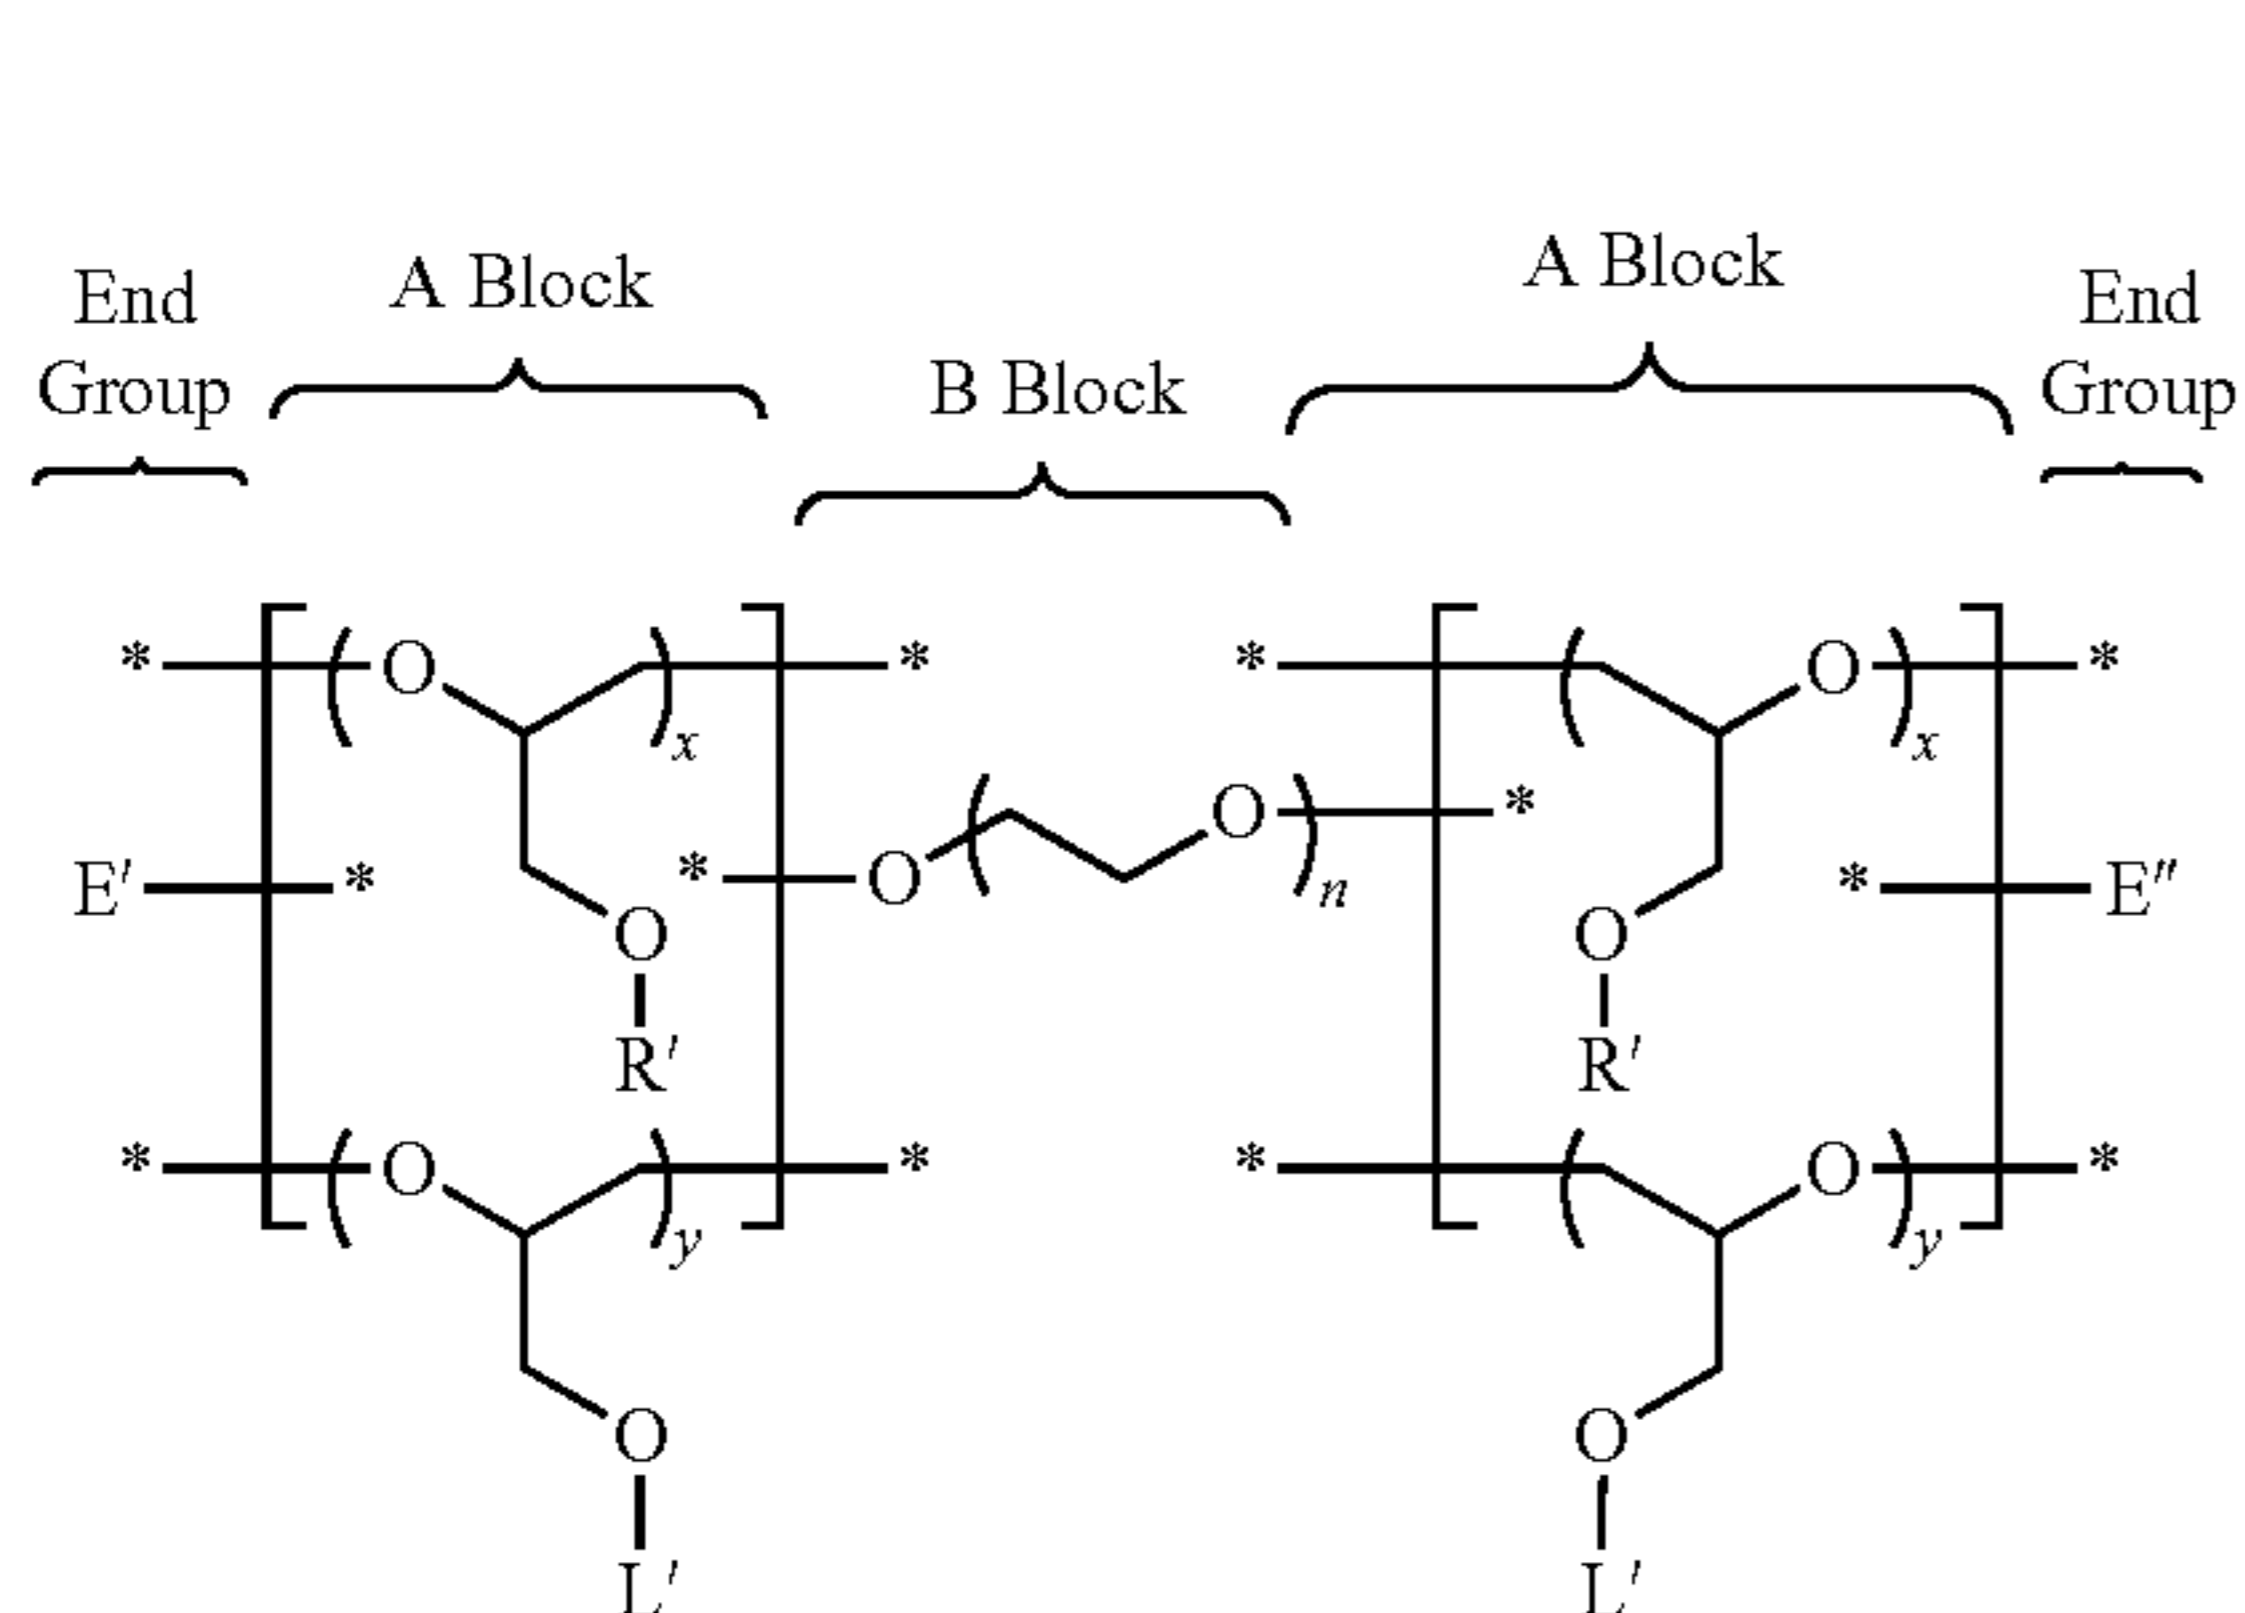 End
Group
A Block
B Block
A Block
End
Group
* O x * * O x *
E' * * O O n * * E"
O R' O R'
* O y * * O y *
O L' O L'